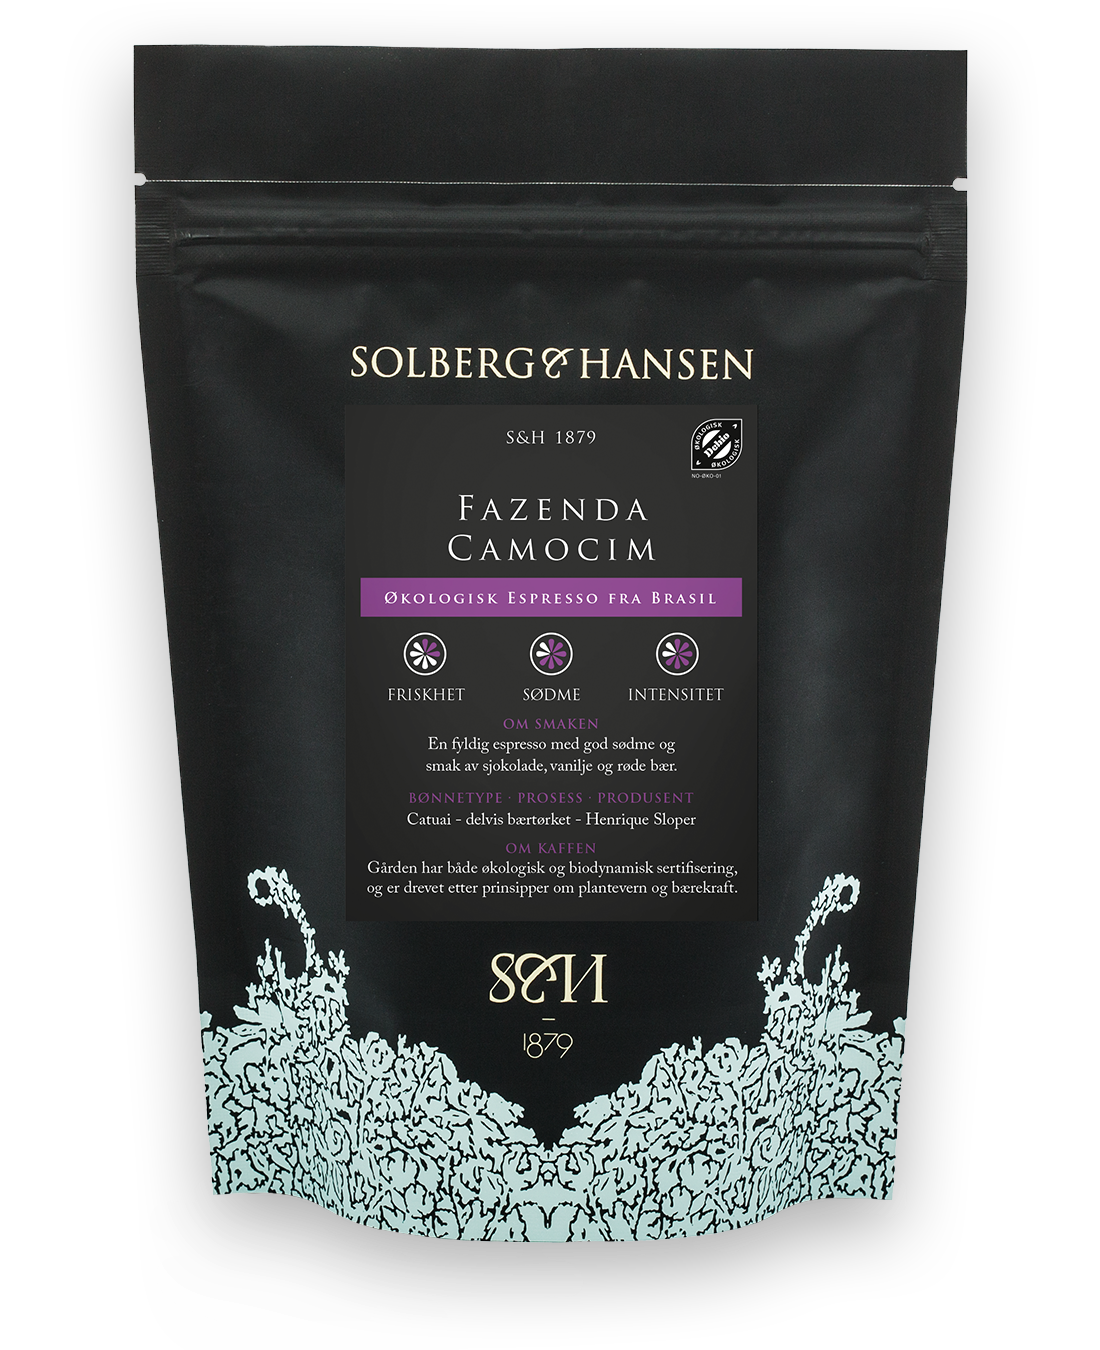 SOLBERG & HANSEN
S&H 1879
ØKOLOGISK
Debio
ØKOLOGISK
NO-ØKO-01
FAZENDA
CAMOCIM
ØKOLOGISK ESPRESSO FRA BRASIL
FRISKHET SØDME INTENSITET
OM SMAKEN
En fyldig espresso med god sødme og
smak av sjokolade, vanilje og røde bær.
BØNNETYPE · PROSESS · PRODUSENT
Catuai - delvis bærtørket - Henrique Sloper
OM KAFFEN
Gården har både økologisk og biodynamisk sertifisering,
og er drevet etter prinsipper om plantevern og bærekraft.
S&H
1879